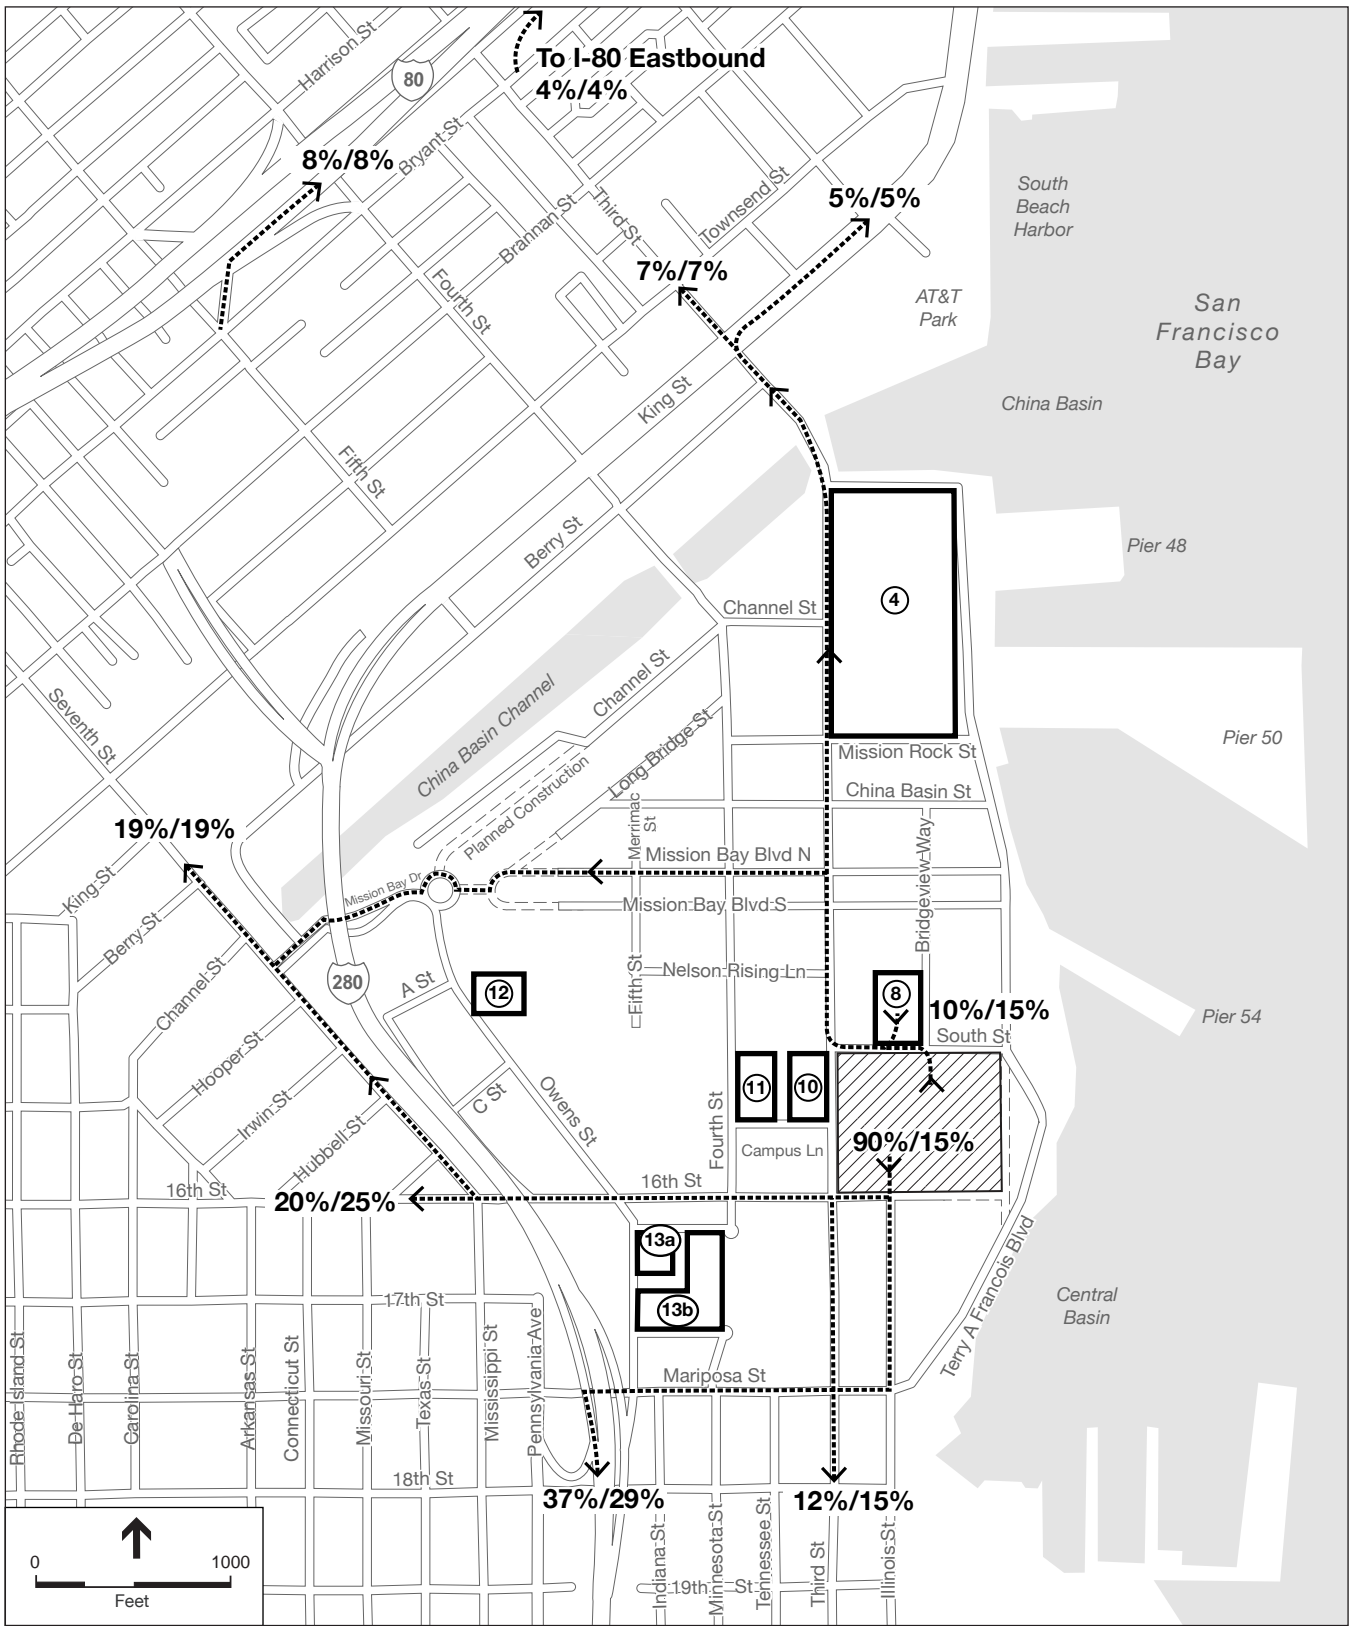 Harrison St
80
To I-80 Eastbound
4%/4%
Bryant St
8%/8%
Third St
Townsend St
5%/5%
South
Beach
Harbor
Brannan St
7%/7%
Fourth St
AT&T
Park
San
Francisco
Bay
King St
China Basin
Fifth St
Berry St
Pier 48
4
Channel St
Channel St
Seventh St
China Basin Channel
Long Bridge St
Pier 50
Mission Rock St
Planned Construction
China Basin St
Merrimac
St
19%/19%
Mission Bay Blvd N
Bridgeview Way
King St
Mission Bay Dr
Mission Bay Blvd S
Berry St
Channel St
280
A St
12
Fifth St
Nelson Rising Ln
8
10%/15%
South St
Pier 54
Hooper St
C St
Owens St
11
10
Irwin St
Hubbell St
Fourth St
Campus Ln
90%/15%
16th St
16th St
20%/25%
13a
Terry A Francois Blvd
17th St
13b
Central
Basin
Rhode Island St
De Haro St
Carolina St
Arkansas St
Connecticut St
Missouri St
Texas St
Mississippi St
Pennsylvania Ave
Mariposa St
18th St
37%/29%
12%/15%
Indiana St
Minnesota St
Tennessee St
Third St
Illinois St
19th St
0
1000
Feet